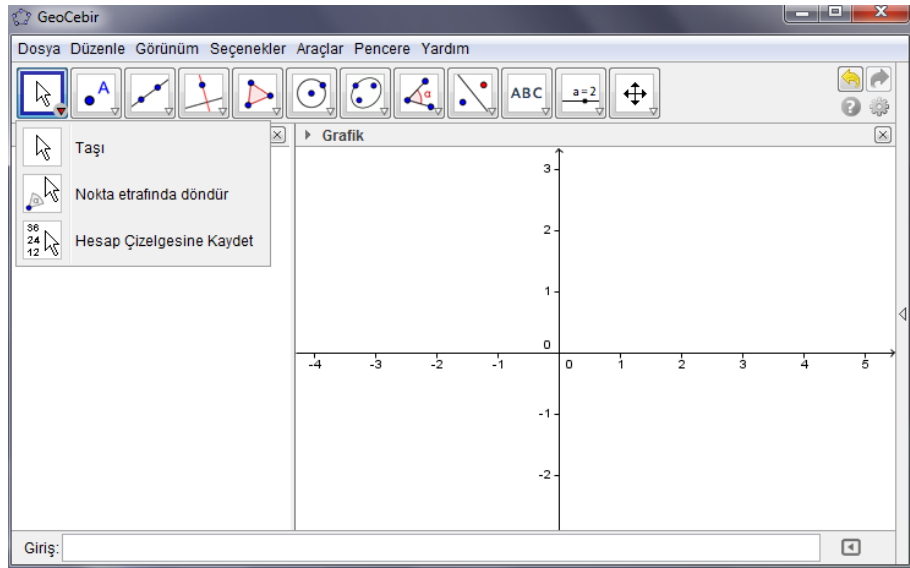 GeoCebir
Dosya Düzenle Görünüm Seçenekler Araçlar Pencere Yardım
A
α
ABC
a=2
Taşı
Nokta etrafında döndür
36
24
12
Hesap Çizelgesine Kaydet
Grafik
3
2
1
0
-4 -3 -2 -1 0 1 2 3 4 5
-1
-2
Giriş: